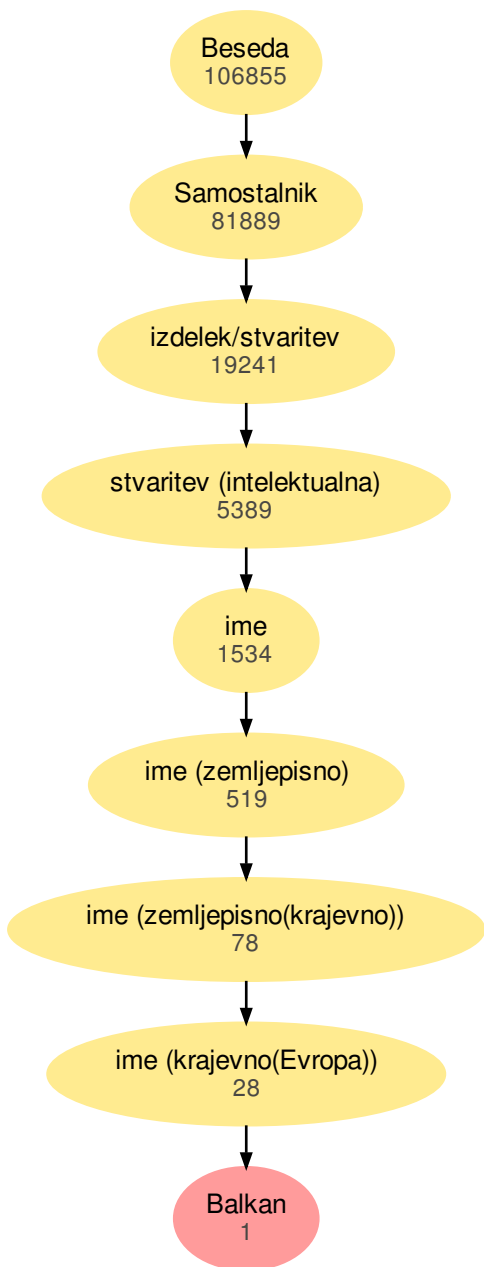 Beseda
106855
Samostalnik
81889
izdelek/stvaritev
19241
stvaritev (intelektualna)
5389
ime
1534
ime (zemljepisno)
519
ime (zemljepisno(krajevno))
78
ime (krajevno(Evropa))
28
Balkan
1